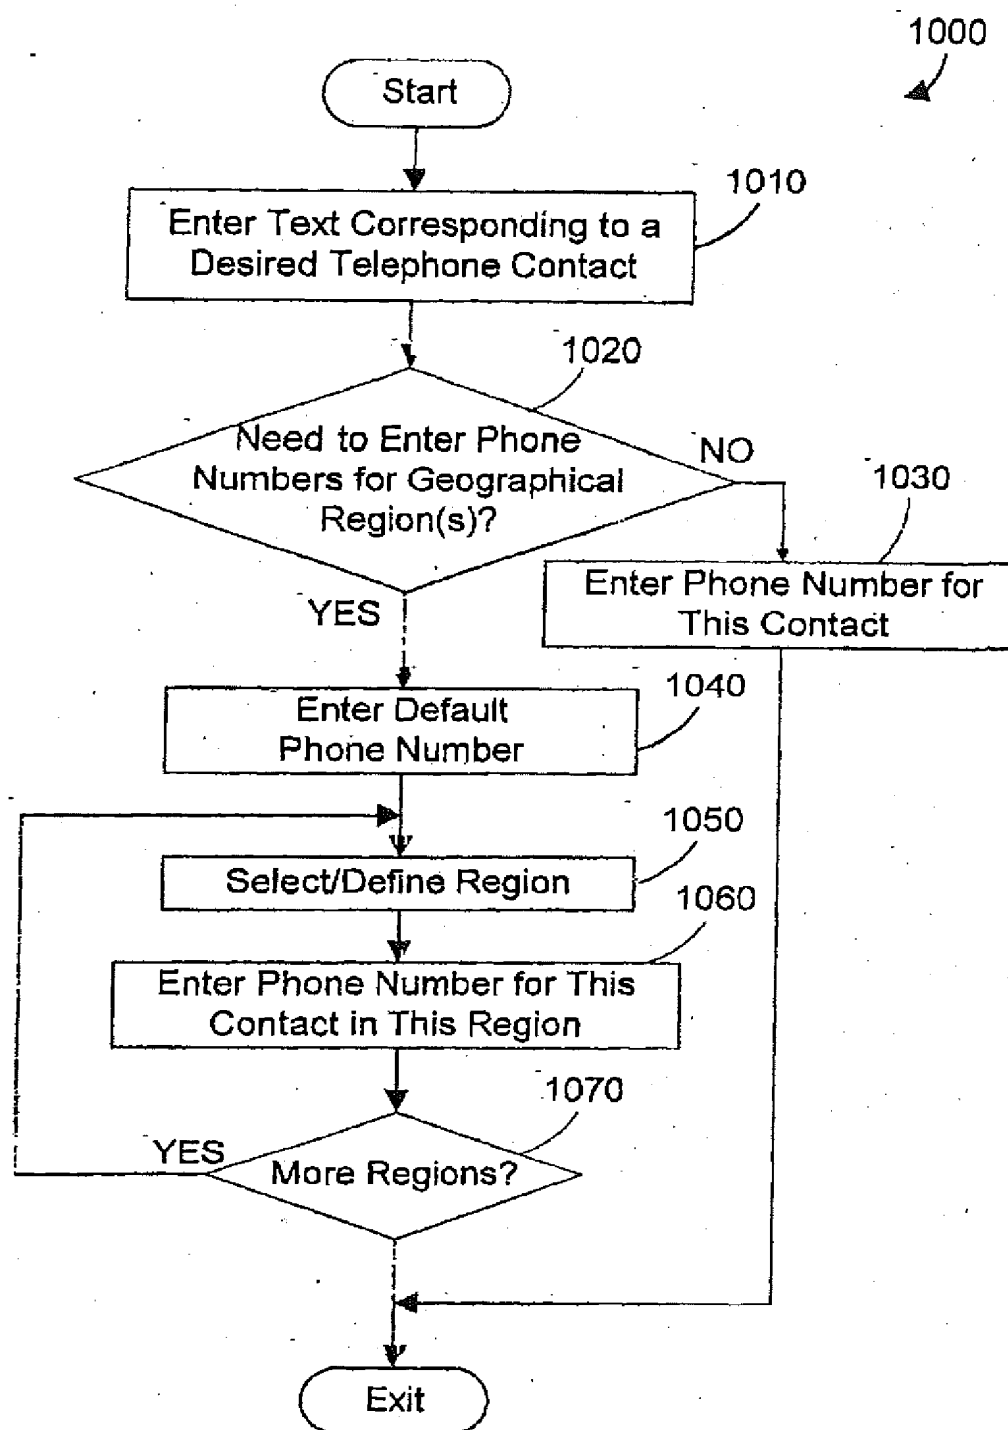 1000
Start
1010
Enter Text Corresponding to a
Desired Telephone Contact
1020
Need to Enter Phone
Numbers for Geographical
Region(s)?
NO
1030
Enter Phone Number for
This Contact
YES
1040
Enter Default
Phone Number
1050
Select/Define Region
1060
Enter Phone Number for This
Contact in This Region
1070
YES
More Regions?
Exit